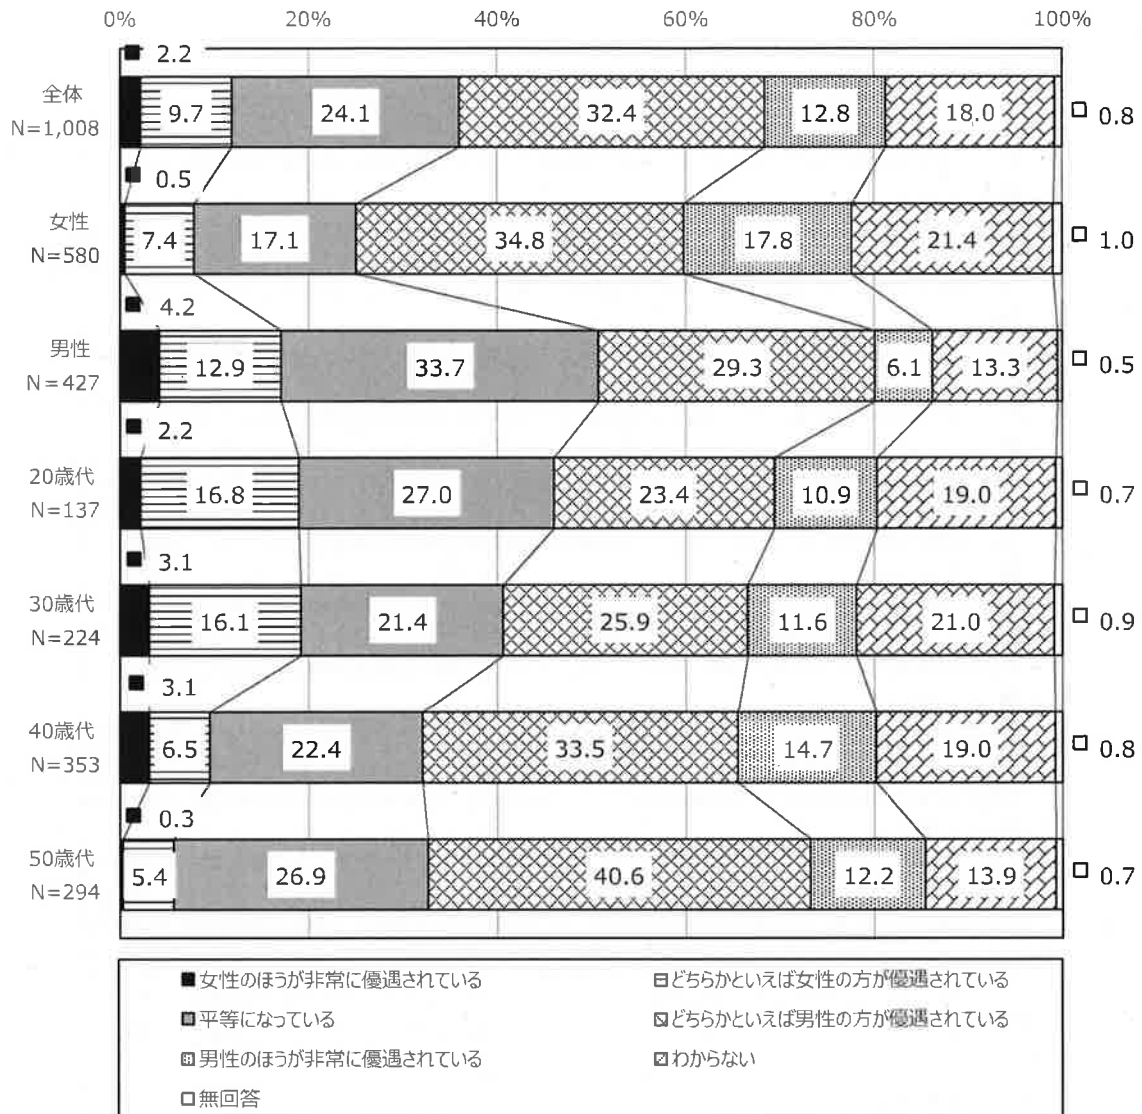 0% 20% 40% 60% 80% 100%
■ 2.2
全体
N=1,008
9.7 24.1 32.4 12.8 18.0 □ 0.8
■ 0.5
女性
N=580
7.4 17.1 34.8 17.8 21.4 □ 1.0
■ 4.2
男性
N=427
12.9 33.7 29.3 6.1 13.3 □ 0.5
■ 2.2
20歳代
N=137
16.8 27.0 23.4 10.9 19.0 □ 0.7
■ 3.1
30歳代
N=224
16.1 21.4 25.9 11.6 21.0 □ 0.9
■ 3.1
40歳代
N=353
6.5 22.4 33.5 14.7 19.0 □ 0.8
■ 0.3
50歳代
N=294
5.4 26.9 40.6 12.2 13.9 □ 0.7
女性のほうが非常に優遇されている どちらかといえば女性の方が優遇されている
平等になっている どちらかといえば男性の方が優遇されている
男性のほうが非常に優遇されている わからない
無回答